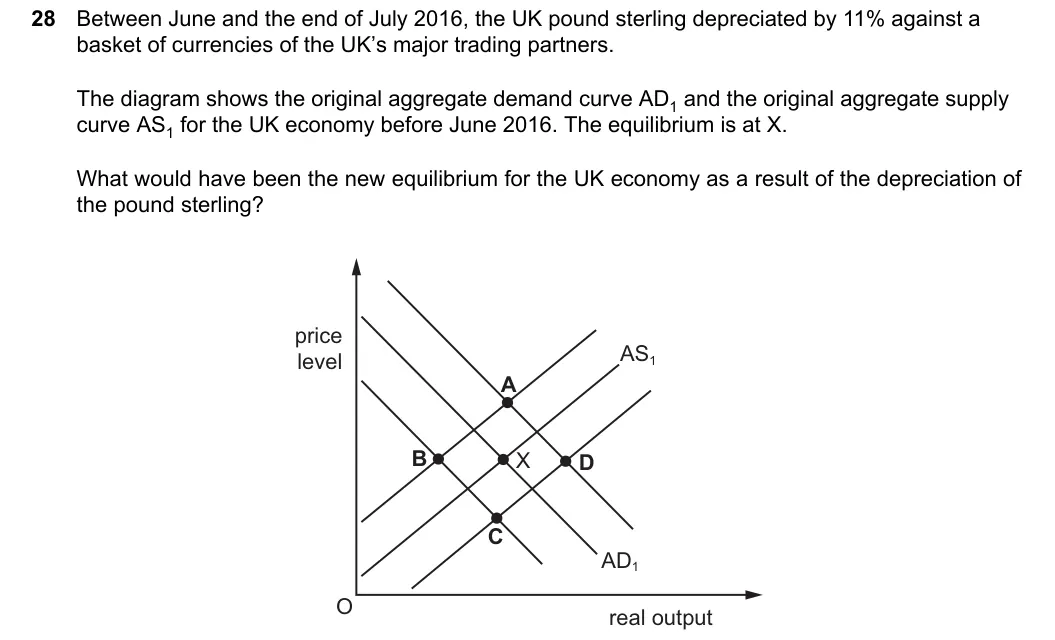 28 Between June and the end of July 2016, the UK pound sterling depreciated by 11% against a
basket of currencies of the UK’s major trading partners.
The diagram shows the original aggregate demand curve AD₁ and the original aggregate supply
curve AS₁ for the UK economy before June 2016. The equilibrium is at X.
What would have been the new equilibrium for the UK economy as a result of the depreciation of
the pound sterling?
price
level
AS₁
A
B
X
D
C
AD₁
O
real output